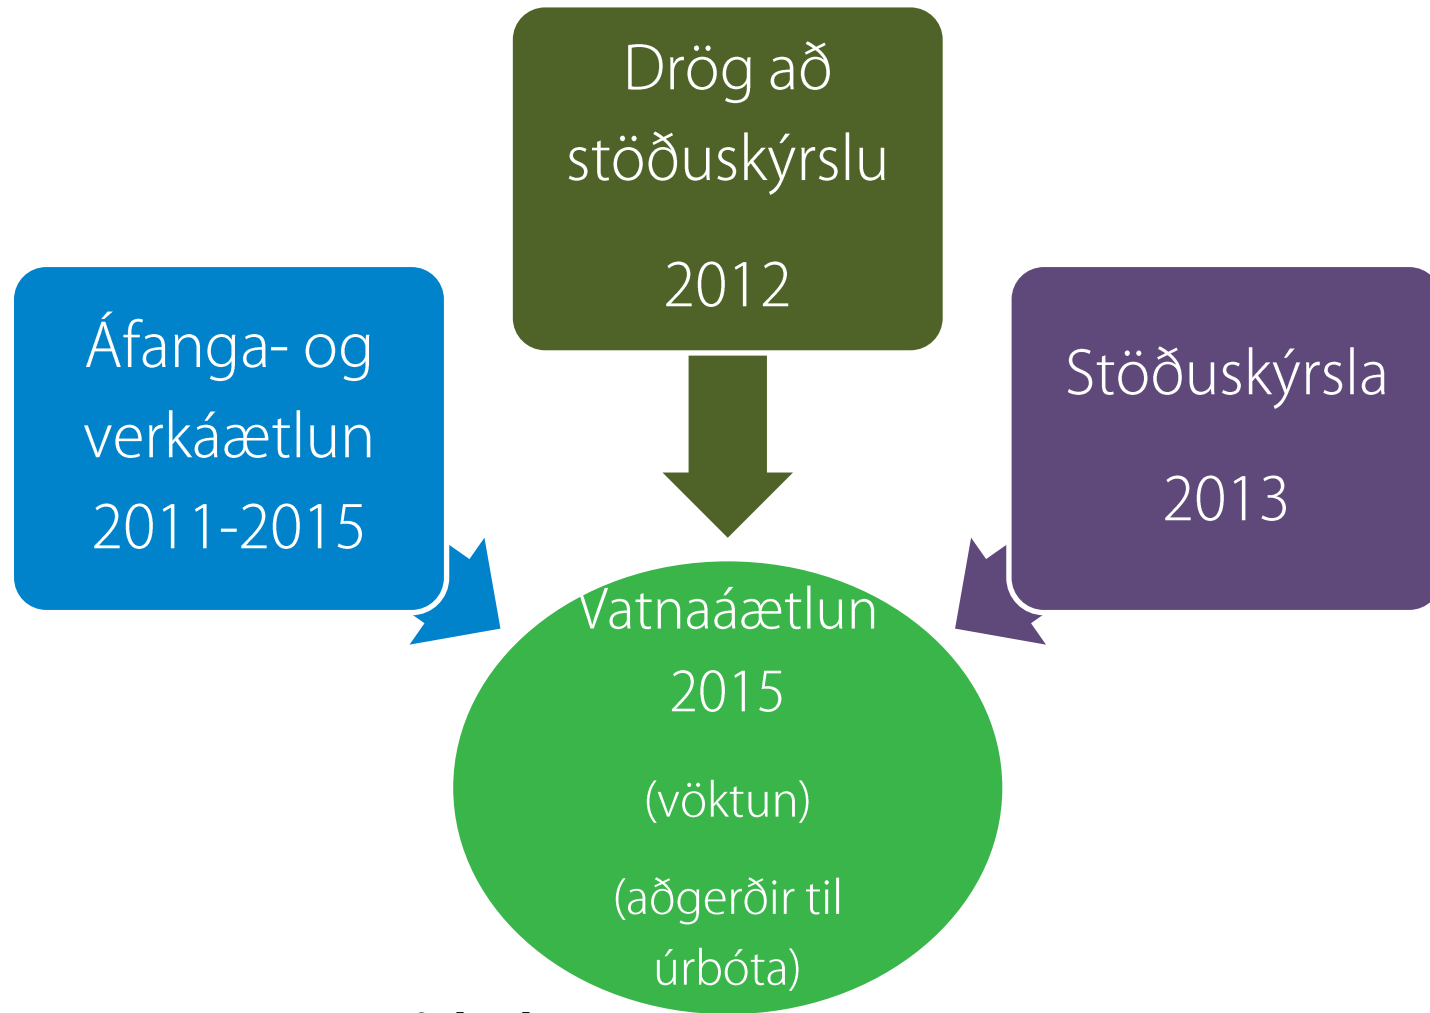 Drög að
stöðuskýrslu
2012
Áfanga- og
verkáætlun
2011-2015
Stöðuskýrsla
2013
Vatnaáætlun
2015
(vöktun)
(aðgerðir til
úrbóta)